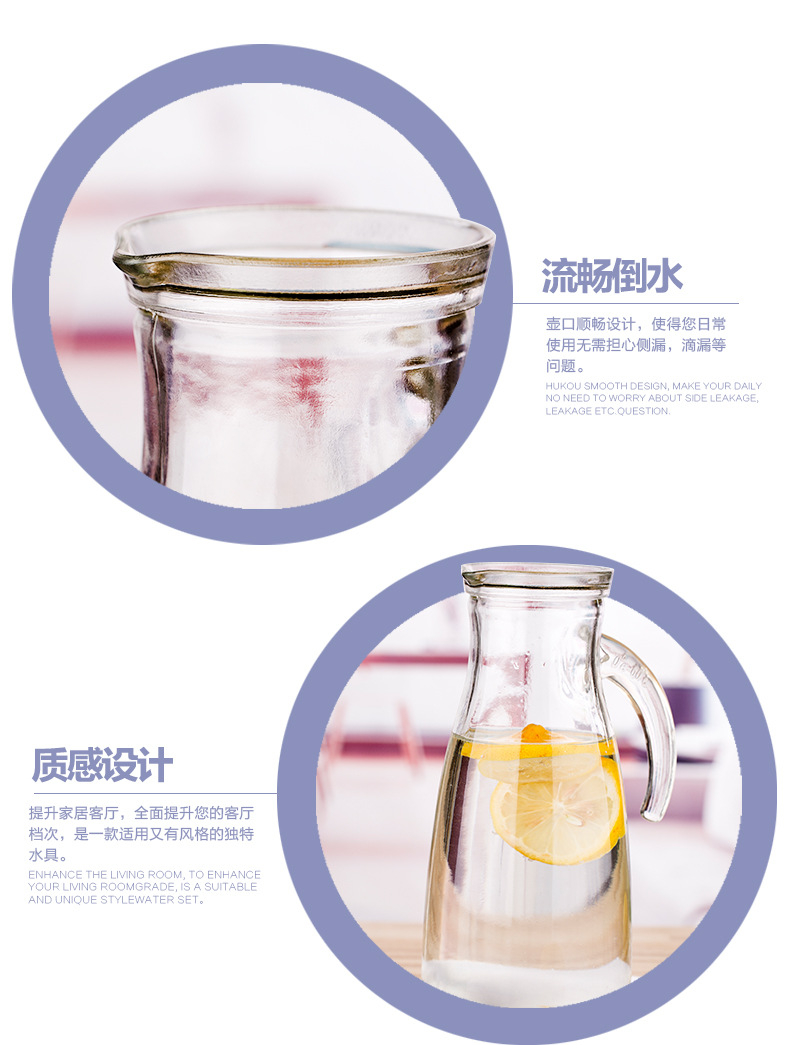 流畅倒水
壶口顺畅设计，使得您日常
使用无需担心侧漏，滴漏等
问题。
HUKOU SMOOTH DESIGN, MAKE YOUR DAILY
NO NEED TO WORRY ABOUT SIDE LEAKAGE,
LEAKAGE ETC.QUESTION.
质感设计
提升家居客厅，全面提升您的客厅
档次，是一款适用又有风格的独特
水具。
ENHANCE THE LIVING ROOM, TO ENHANCE
YOUR LIVING ROOMGRADE, IS A SUITABLE
AND UNIQUE STYLEWATER SET。